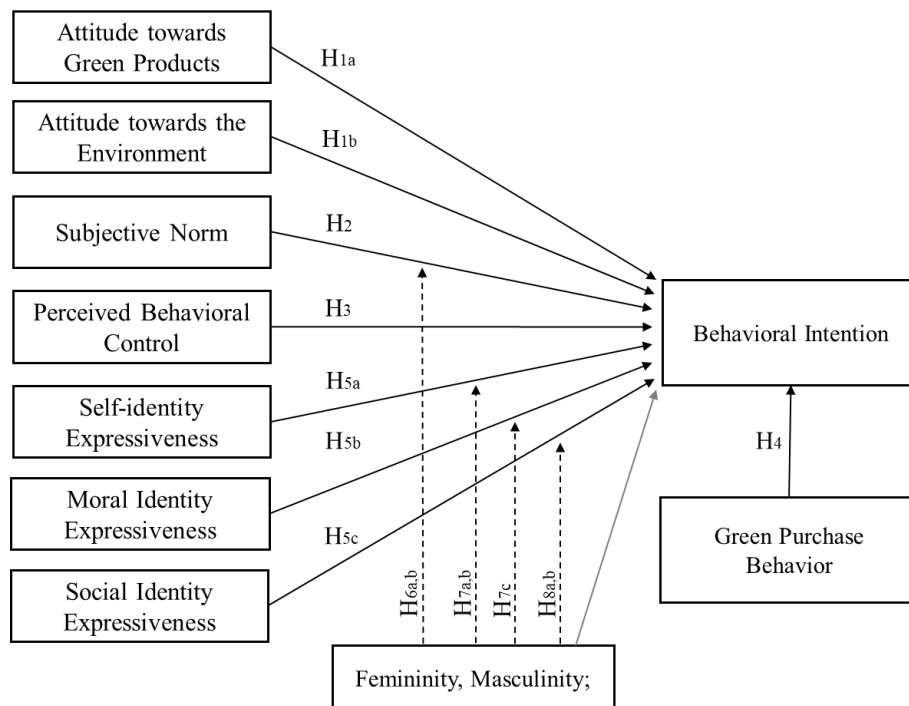 Attitude towards
Green Products
H1a
Attitude towards the
Environment
H1b
Subjective Norm
H2
Perceived Behavioral
Control
H3
Behavioral Intention
Self-identity
Expressiveness
H5a
H5b
Moral Identity
Expressiveness
H5c
Social Identity
Expressiveness
H4
Green Purchase
Behavior
H6a,b
H7a,b
H7c
H8a,b
Femininity, Masculinity;